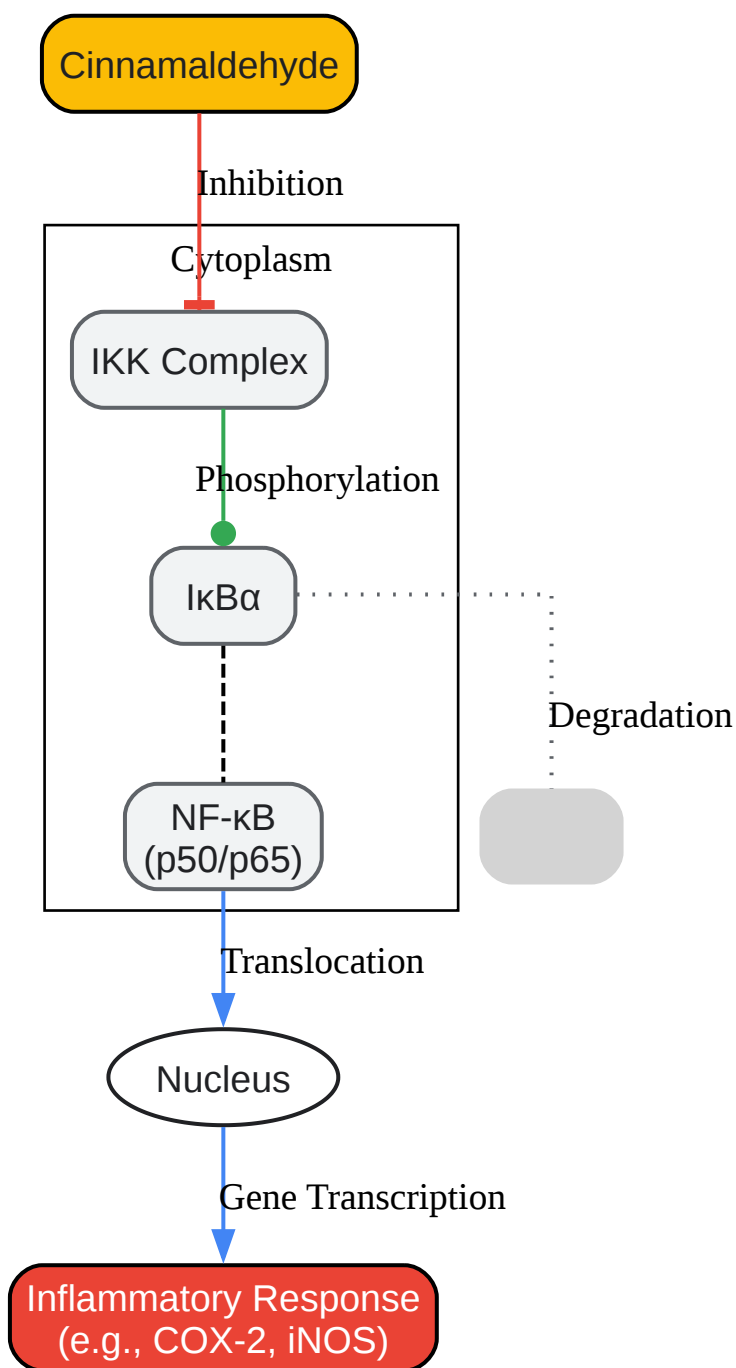 Cinnamaldehyde
Inhibition
Cytoplasm
IKK Complex
Phosphorylation
IκBα
Degradation
NF-κB
(p50/p65)
Translocation
Nucleus
Gene Transcription
Inflammatory Response
(e.g., COX-2, iNOS)